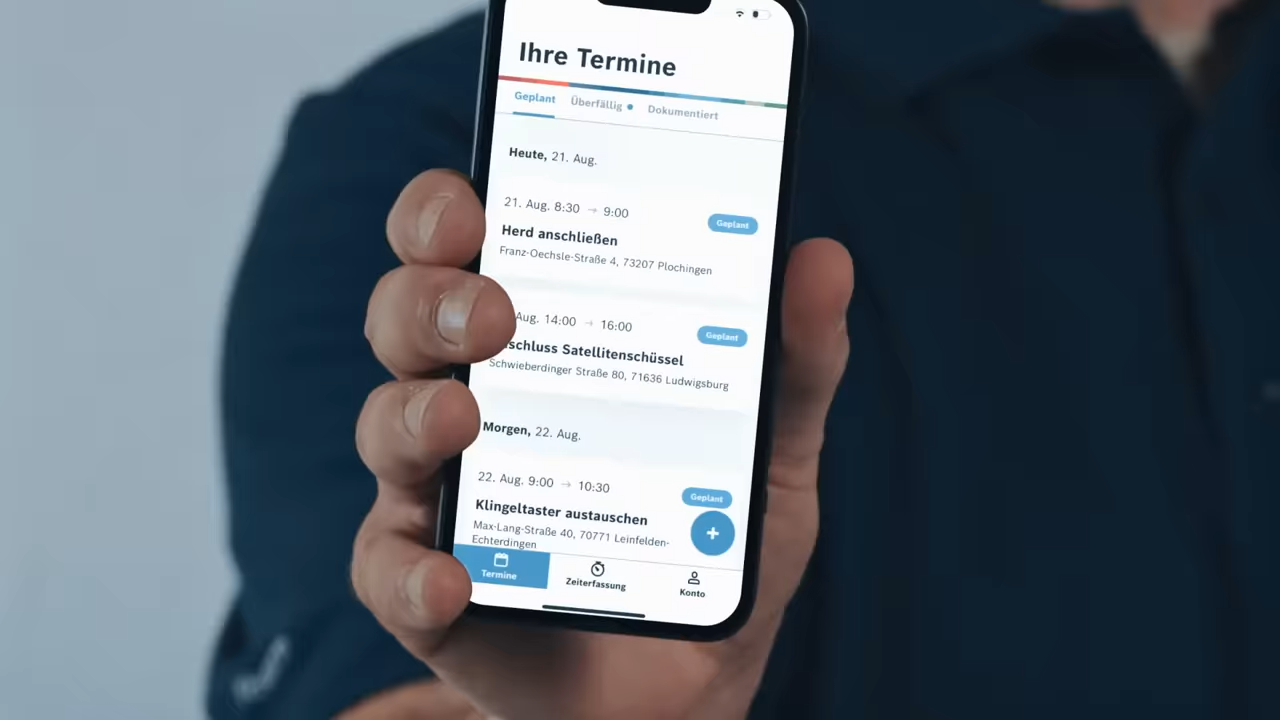 Ihre Termine
Geplant Überfällig Dokumentiert
Heute, 21. Aug.
21. Aug. 8:30 → 9:00
Geplant
Herd anschließen
Franz-Oechsle-Straße 4, 73207 Plochingen
Aug. 14:00 → 16:00
Geplant
Satellitenschüssel
Schwieberdinger Straße 80, 71636 Ludwigsburg
Morgen, 22. Aug.
22. Aug. 9:00 → 10:30
Geplant
Klingeltaster austauschen
Max-Lang-Straße 40, 70771 Leinfelden-
Echterdingen
+
Termine Zeiterfassung Konto